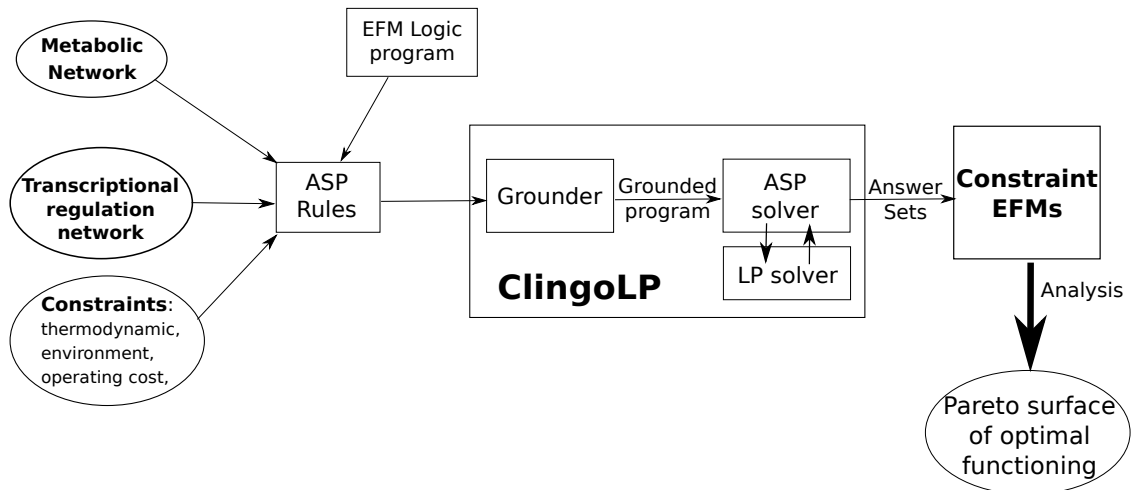 Metabolic
Network
EFM Logic
program
Transcriptional
regulation
network
Constraints:
thermodynamic,
environment,
operating cost,
ASP
Rules
Grounder
Grounded
program
ASP
solver
LP solver
ClingoLP
Answer
Sets
Constraint
EFMs
Analysis
Pareto surface
of optimal
functioning